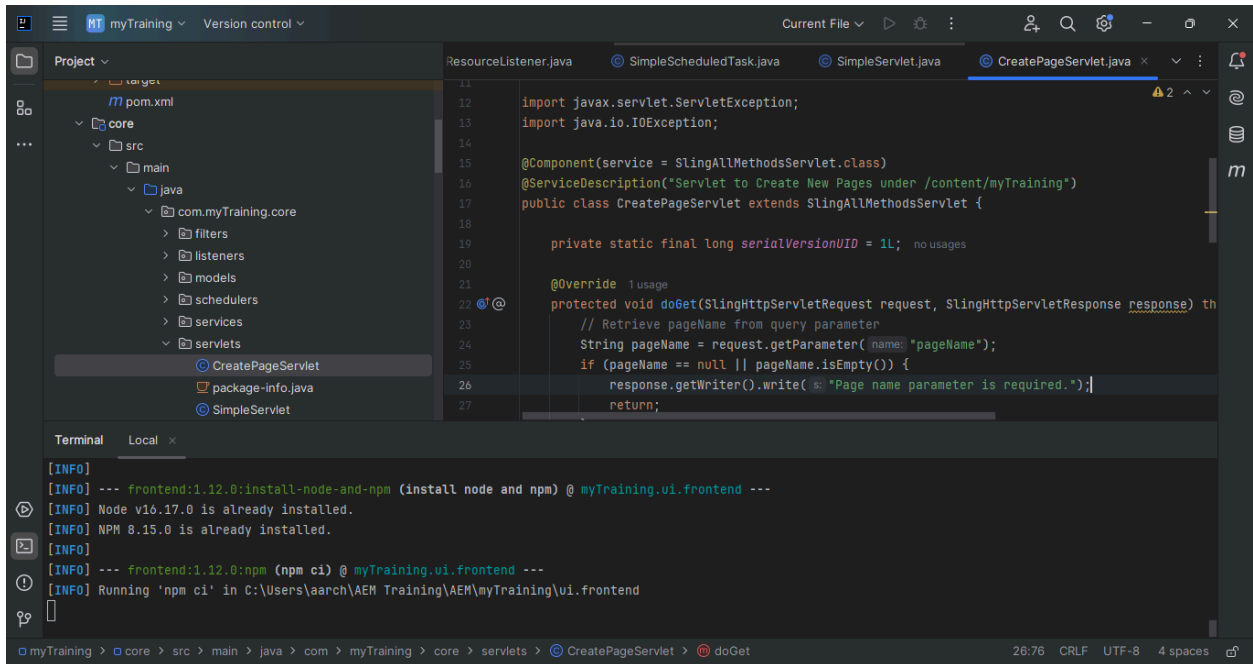 MT myTraining Version control Current File
Project
ResourceListener.java SimpleScheduledTask.java SimpleServlet.java CreatePageServlet.java
target
pom.xml
core
src
main
java
com.myTraining.core
filters
listeners
models
schedulers
services
servlets
CreatePageServlet
package-info.java
SimpleServlet
2
11
12 import javax.servlet.ServletException;
13 import java.io.IOException;
14
15 @Component(service = SlingAllMethodsServlet.class)
16 @ServiceDescription("Servlet to Create New Pages under /content/myTraining")
17 public class CreatePageServlet extends SlingAllMethodsServlet {
18
19 private static final long serialVersionUID = 1L; no usages
20
21 @Override 1 usage
22 protected void doGet(SlingHttpServletRequest request, SlingHttpServletResponse response) th
23 // Retrieve pageName from query parameter
24 String pageName = request.getParameter( name: "pageName");
25 if (pageName == null || pageName.isEmpty()) {
26 response.getWriter().write( s: "Page name parameter is required.");
27 return;
Terminal Local
[INFO]
[INFO] --- frontend:1.12.0:install-node-and-npm (install node and npm) @ myTraining.ui.frontend ---
[INFO] Node v16.17.0 is already installed.
[INFO] NPM 8.15.0 is already installed.
[INFO]
[INFO] --- frontend:1.12.0:npm (npm ci) @ myTraining.ui.frontend ---
[INFO] Running 'npm ci' in C:\Users\aarch\AEM Training\AEM\myTraining\ui.frontend
myTraining > core > src > main > java > com > myTraining > core > servlets > CreatePageServlet > doGet 26:76 CRLF UTF-8 4 spaces